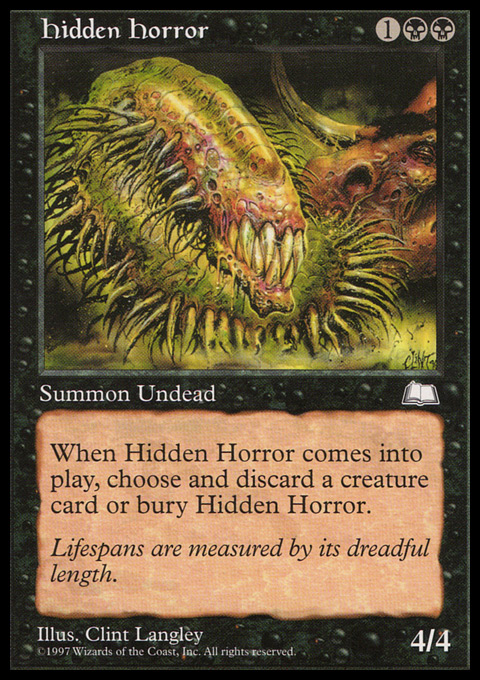 Hidden Horror
1
CLINT
Summon Undead
When Hidden Horror comes into
play, choose and discard a creature
card or bury Hidden Horror.
Lifespans are measured by its dreadful
length.
Illus. Clint Langley
©1997 Wizards of the Coast, Inc. All rights reserved.
4/4